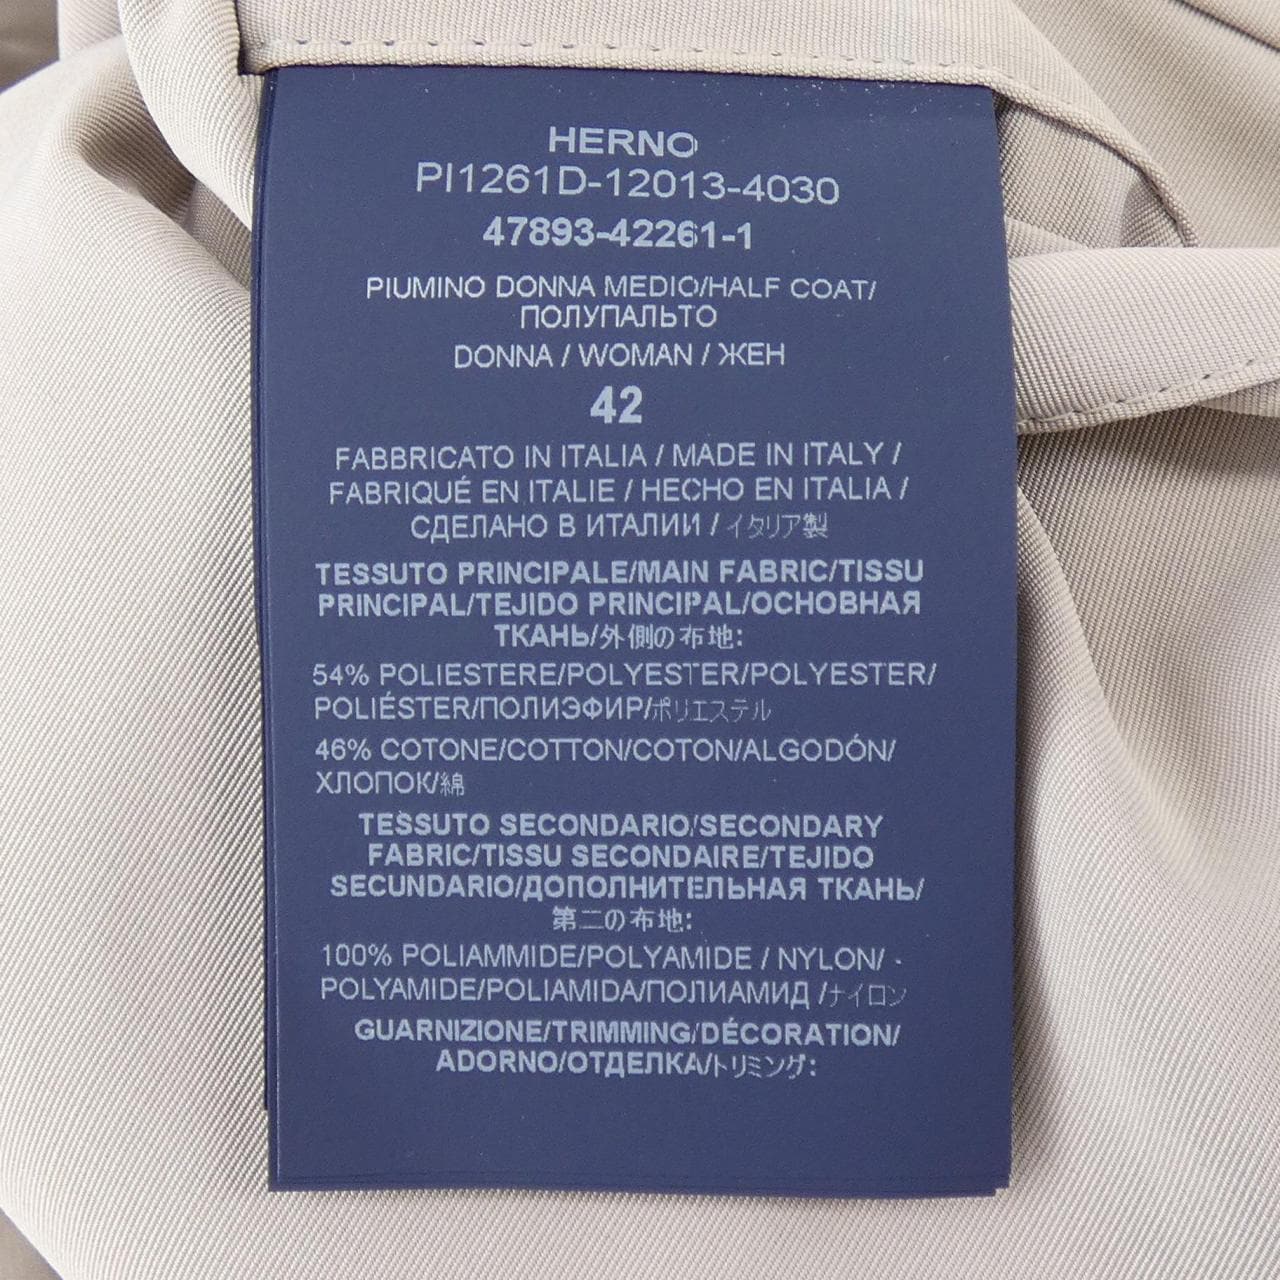 HERNO
PI1261D-12013-4030
47893-42261-1
PIUMINO DONNA MEDIO/HALF COAT/
ПОЛУПАЛЬТО
DONNA / WOMAN / ЖЕН
42
FABBRICATO IN ITALIA / MADE IN ITALY /
FABRIQUÉ EN ITALIE / HECHO EN ITALIA /
СДЕЛАНО В ИТАЛИИ / イタリア製
TESSUTO PRINCIPALE/MAIN FABRIC/TISSU
PRINCIPAL/TEJIDO PRINCIPAL/ОСНОВНАЯ
ТКАНЬ/外側の布地:
54% POLIESTERE/POLYESTER/POLYESTER/
POLIÉSTER/ПОЛИЭФИР/ポリエステル
46% COTONE/COTTON/COTON/ALGODÓN/
ХЛОПОК/綿
TESSUTO SECONDARIO/SECONDARY
FABRIC/TISSU SECONDAIRE/TEJIDO
SECUNDARIO/ДОПОЛНИТЕЛЬНАЯ ТКАНЬ/
第二の布地:
100% POLIAMMIDE/POLYAMIDE / NYLON/ -
POLYAMIDE/POLIAMIDA/ПОЛИАМИД /ナイロン
GUARNIZIONE/TRIMMING/DÉCORATION/
ADORNO/ОТДЕЛКА/トリミング: